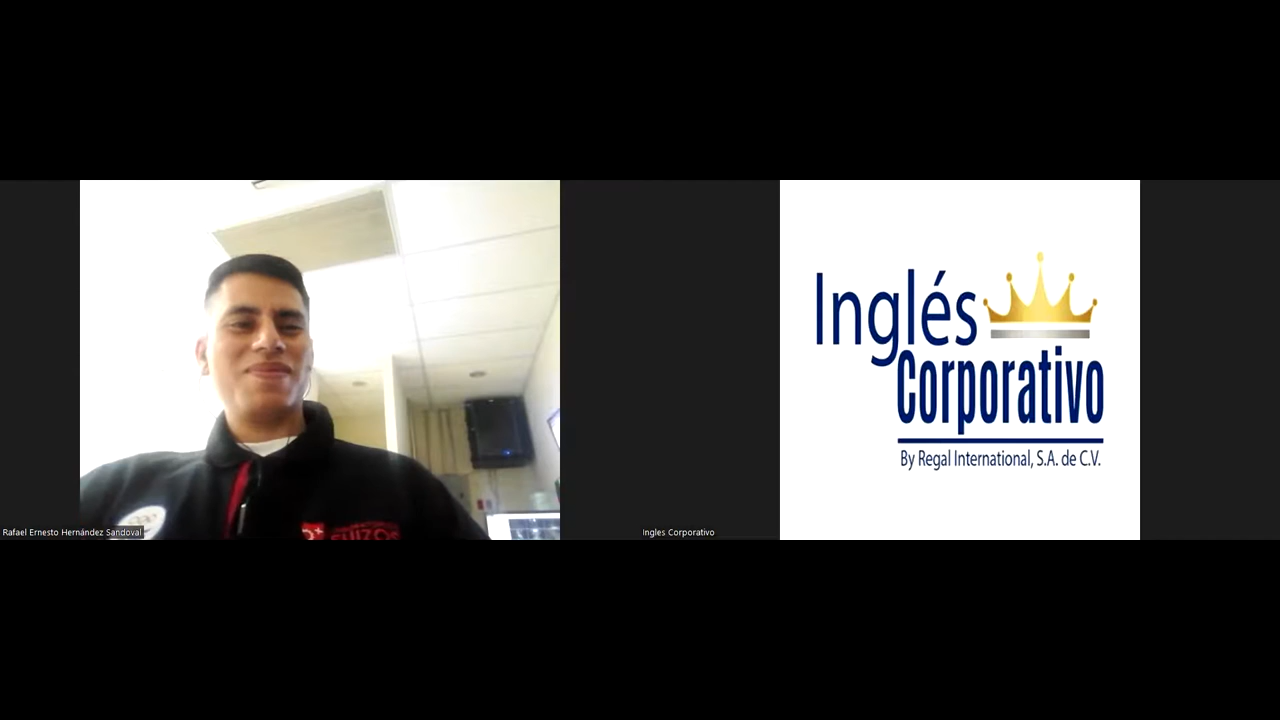 Inglés
Corporativo
By Regal International, S.A. de C.V.
Rafael Ernesto Hernández Sandoval
Ingles Corporativo